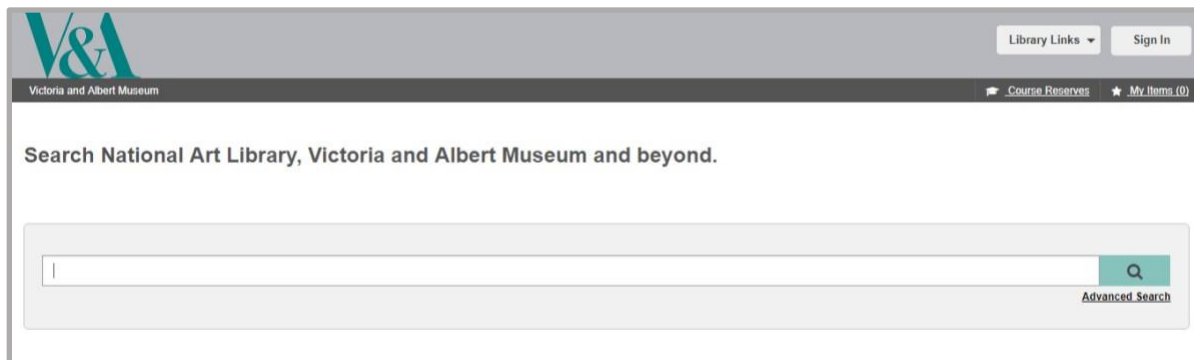 V&A
Library Links
Sign In
Victoria and Albert Museum
Course Reserves
My Items (0)
Search National Art Library, Victoria and Albert Museum and beyond.
Advanced Search